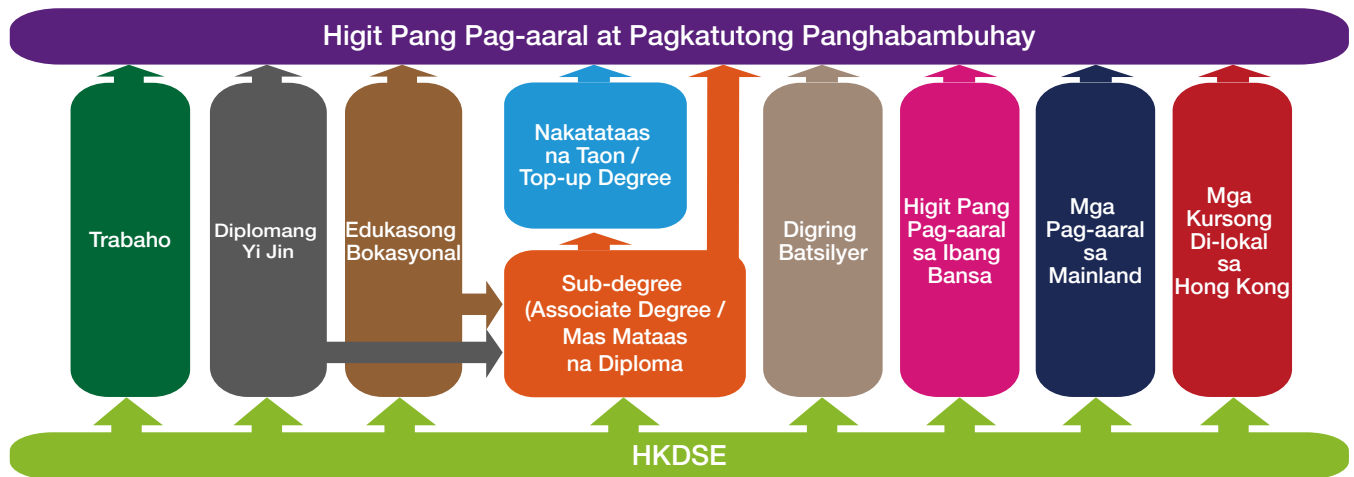 Higit Pang Pag-aaral at Pagkatutong Panghabambuhay
Trabaho
Diplomang
Yi Jin
Edukasong
Bokasyonal
Nakatataas
na Taon /
Top-up Degree
Sub-degree
(Associate Degree /
Mas Mataas
na Diploma
Digring
Batsilyer
Higit Pang
Pag-aaral
sa Ibang
Bansa
Mga
Pag-aaral
sa
Mainland
Mga
Kursong
Di-lokal
sa
Hong Kong
HKDSE